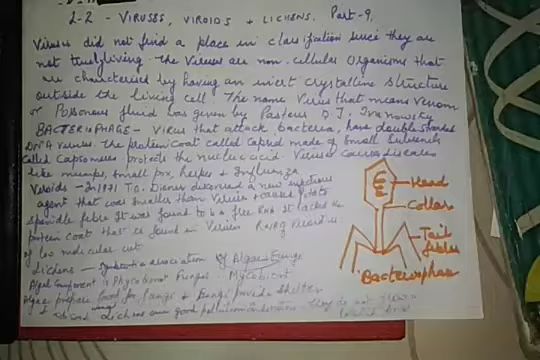 2-2 - VIRUSES, VIROIDS & LICHENS. Part-9,
Viruses did not find a place in classification since they are
not truly living. The Viruses are non-cellular organisms that
are charecterised by having an inert crystalline structure
outside the living cell. The name Virus that means Venom
or Poisonous fluid was given by Pasteur D.J. Ivanowsky
BACTERIOPHAGE - VIRUS that attack bacteria, have double stranded
DNA Viruses. The protein coat called Capsid made of Small Subunits
called Capsomeres protects the nucleic acid. Viruses causes diseases
like mumps, small pox, herpes & Influenza
Viroids - In 1971 T.O. Diener discovered a new infectious
agent that was smaller than Viruses & caused potato
spindle It was found to be a free RNA It lacked the
protein coat that is found in Viruses RNA of Viroid is
of low molecular wt
Lichens - association of Algae & Fungi
Algal component is Phycobiont Fungus - Mycobiont
Algae prepare food for fungi & fungi provide shelter
Lichens are good pollution They do not
Head
Collar
Tail fibres
Bacteriophage